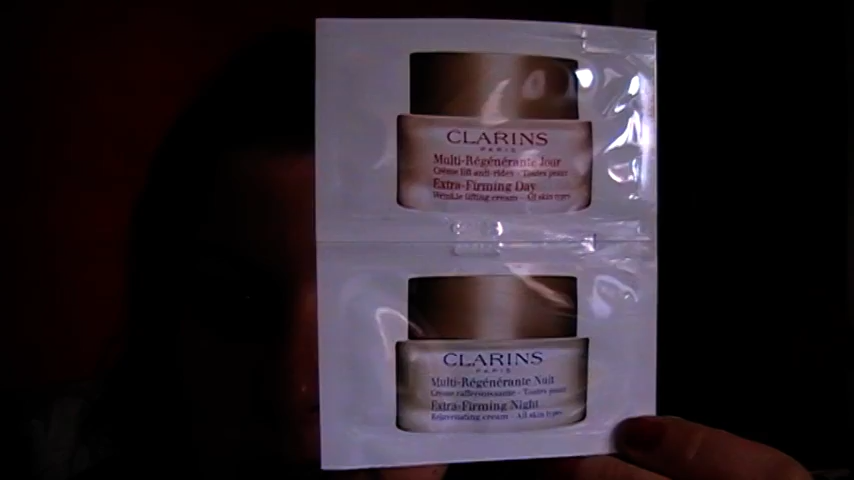 CLARINS
PARIS
Multi-Régénérante Jour
Crème lift anti-rides - Toutes peaux
Extra-Firming Day
Wrinkle lifting cream - All skin types
CLARINS
PARIS
Multi-Régénérante Nuit
Crème raffermissante - Toutes peaux
Extra-Firming Night
Rejuvenating cream - All skin types